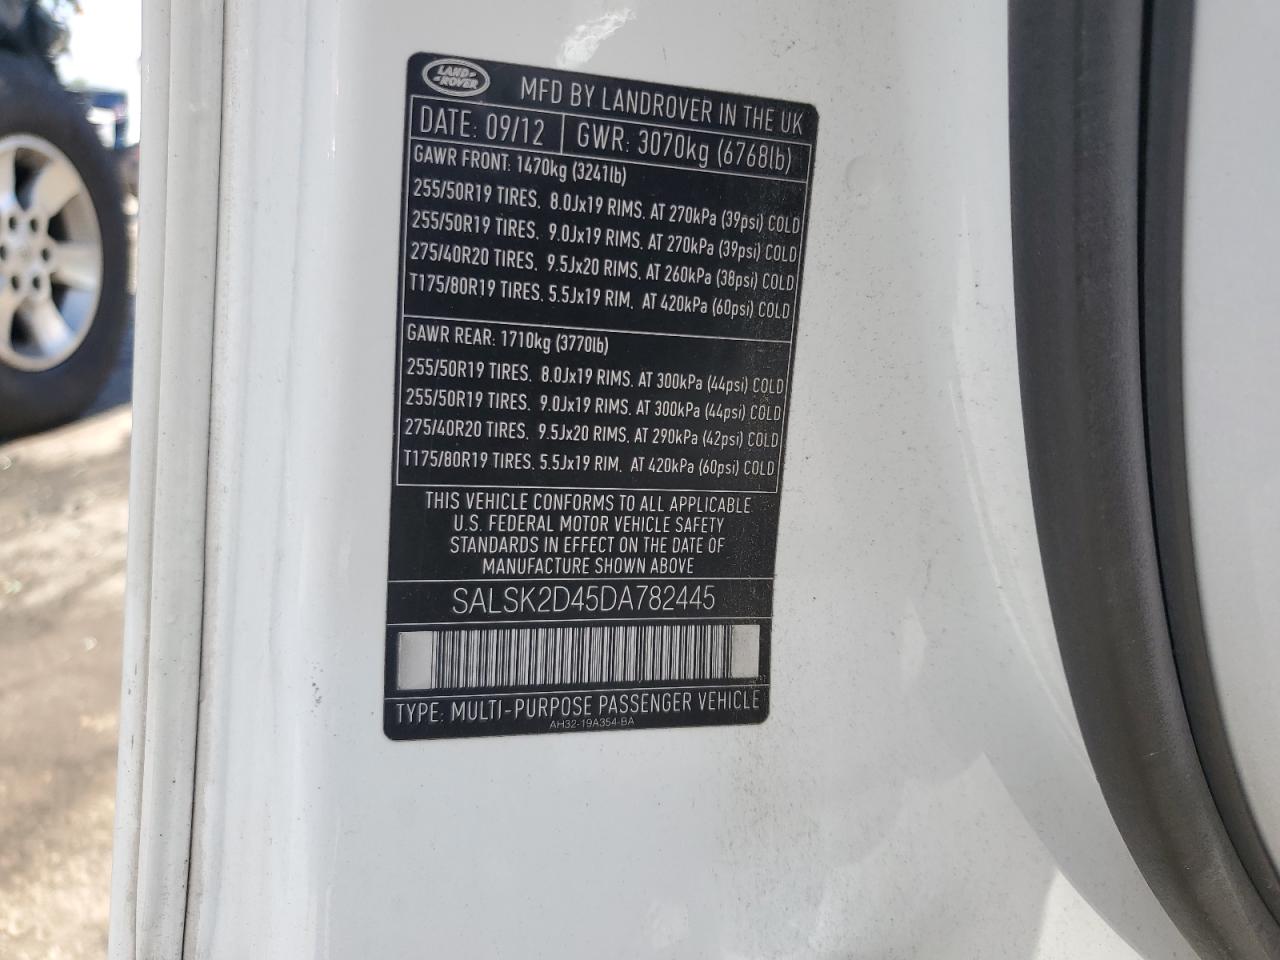 LAND
ROVER
MFD BY LANDROVER IN THE UK
DATE: 09/12 GWR: 3070kg (6768lb)
GAWR FRONT: 1470kg (3241lb)
255/50R19 TIRES, 8.0Jx19 RIMS, AT 270kPa (39psi) COLD
255/50R19 TIRES, 9.0Jx19 RIMS, AT 270kPa (39psi) COLD
275/40R20 TIRES, 9.5Jx20 RIMS, AT 260kPa (38psi) COLD
T175/80R19 TIRES, 5.5Jx19 RIM, AT 420kPa (60psi) COLD
GAWR REAR: 1710kg (3770lb)
255/50R19 TIRES, 8.0Jx19 RIMS, AT 300kPa (44psi) COLD
255/50R19 TIRES, 9.0Jx19 RIMS, AT 300kPa (44psi) COLD
275/40R20 TIRES, 9.5Jx20 RIMS, AT 290kPa (42psi) COLD
T175/80R19 TIRES, 5.5Jx19 RIM, AT 420kPa (60psi) COLD
THIS VEHICLE CONFORMS TO ALL APPLICABLE
U.S. FEDERAL MOTOR VEHICLE SAFETY
STANDARDS IN EFFECT ON THE DATE OF
MANUFACTURE SHOWN ABOVE
SALSK2D45DA782445
TYPE: MULTI-PURPOSE PASSENGER VEHICLE
AH32-19A354-BA